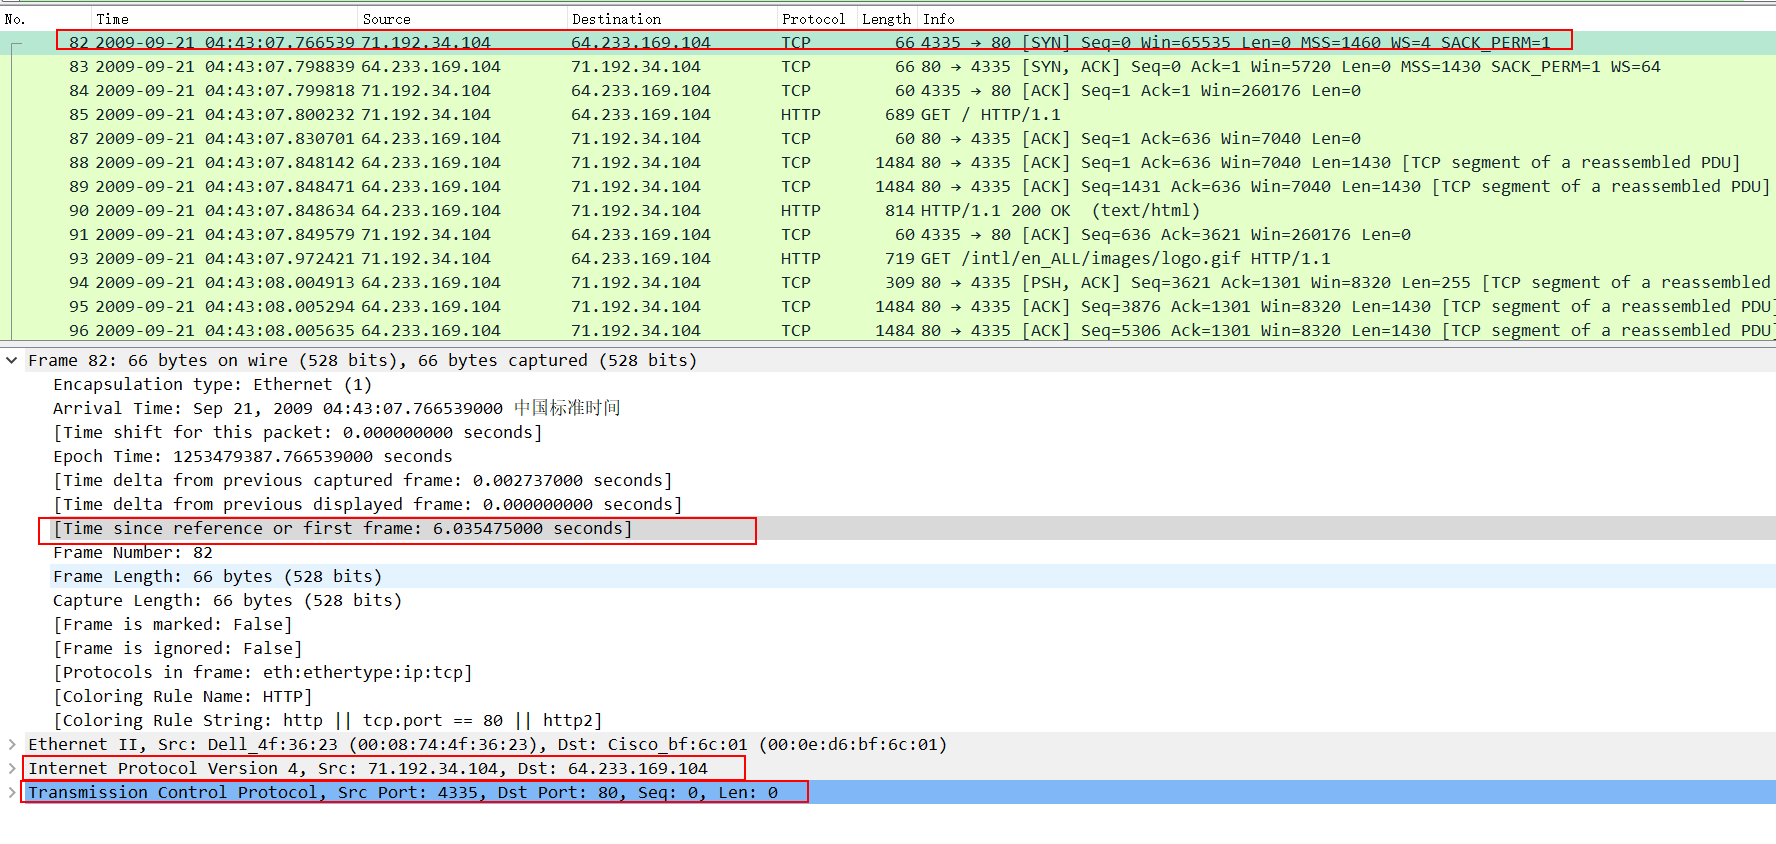 No. Time Source Destination Protocol Length Info
82 2009-09-21 04:43:07.766539 71.192.34.104 64.233.169.104 TCP 66 4335 → 80 [SYN] Seq=0 Win=65535 Len=0 MSS=1460 WS=4 SACK_PERM=1
83 2009-09-21 04:43:07.798839 64.233.169.104 71.192.34.104 TCP 66 80 → 4335 [SYN, ACK] Seq=0 Ack=1 Win=5720 Len=0 MSS=1430 SACK_PERM=1 WS=64
84 2009-09-21 04:43:07.799818 71.192.34.104 64.233.169.104 TCP 60 4335 → 80 [ACK] Seq=1 Ack=1 Win=260176 Len=0
85 2009-09-21 04:43:07.800232 71.192.34.104 64.233.169.104 HTTP 689 GET / HTTP/1.1
87 2009-09-21 04:43:07.830701 64.233.169.104 71.192.34.104 TCP 60 80 → 4335 [ACK] Seq=1 Ack=636 Win=7040 Len=0
88 2009-09-21 04:43:07.848142 64.233.169.104 71.192.34.104 TCP 1484 80 → 4335 [ACK] Seq=1 Ack=636 Win=7040 Len=1430 [TCP segment of a reassembled PDU]
89 2009-09-21 04:43:07.848471 64.233.169.104 71.192.34.104 TCP 1484 80 → 4335 [ACK] Seq=1431 Ack=636 Win=7040 Len=1430 [TCP segment of a reassembled PDU]
90 2009-09-21 04:43:07.848634 64.233.169.104 71.192.34.104 HTTP 814 HTTP/1.1 200 OK (text/html)
91 2009-09-21 04:43:07.849579 71.192.34.104 64.233.169.104 TCP 60 4335 → 80 [ACK] Seq=636 Ack=3621 Win=260176 Len=0
93 2009-09-21 04:43:07.972421 71.192.34.104 64.233.169.104 HTTP 719 GET /intl/en_ALL/images/logo.gif HTTP/1.1
94 2009-09-21 04:43:08.004913 64.233.169.104 71.192.34.104 TCP 309 80 → 4335 [PSH, ACK] Seq=3621 Ack=1301 Win=8320 Len=255 [TCP segment of a reassembled
95 2009-09-21 04:43:08.005294 64.233.169.104 71.192.34.104 TCP 1484 80 → 4335 [ACK] Seq=3876 Ack=1301 Win=8320 Len=1430 [TCP segment of a reassembled PDU]
96 2009-09-21 04:43:08.005635 64.233.169.104 71.192.34.104 TCP 1484 80 → 4335 [ACK] Seq=5306 Ack=1301 Win=8320 Len=1430 [TCP segment of a reassembled PDU]
Frame 82: 66 bytes on wire (528 bits), 66 bytes captured (528 bits)
Encapsulation type: Ethernet (1)
Arrival Time: Sep 21, 2009 04:43:07.766539000 中国标准时间
[Time shift for this packet: 0.000000000 seconds]
Epoch Time: 1253479387.766539000 seconds
[Time delta from previous captured frame: 0.002737000 seconds]
[Time delta from previous displayed frame: 0.000000000 seconds]
[Time since reference or first frame: 6.035475000 seconds]
Frame Number: 82
Frame Length: 66 bytes (528 bits)
Capture Length: 66 bytes (528 bits)
[Frame is marked: False]
[Frame is ignored: False]
[Protocols in frame: eth:ethertype:ip:tcp]
[Coloring Rule Name: HTTP]
[Coloring Rule String: http || tcp.port == 80 || http2]
Ethernet II, Src: Dell_4f:36:23 (00:08:74:4f:36:23), Dst: Cisco_bf:6c:01 (00:0e:d6:bf:6c:01)
Internet Protocol Version 4, Src: 71.192.34.104, Dst: 64.233.169.104
Transmission Control Protocol, Src Port: 4335, Dst Port: 80, Seq: 0, Len: 0